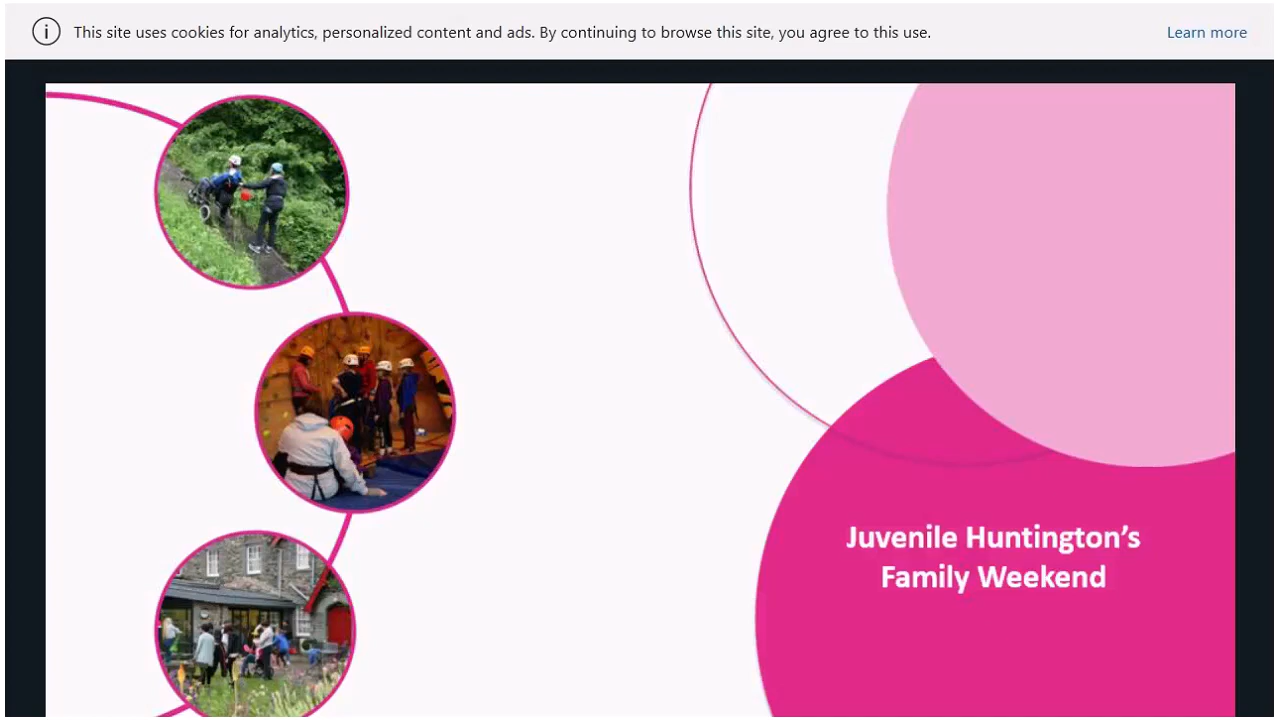 This site uses cookies for analytics, personalized content and ads. By continuing to browse this site, you agree to this use.
Learn more
Juvenile Huntington’s
Family Weekend